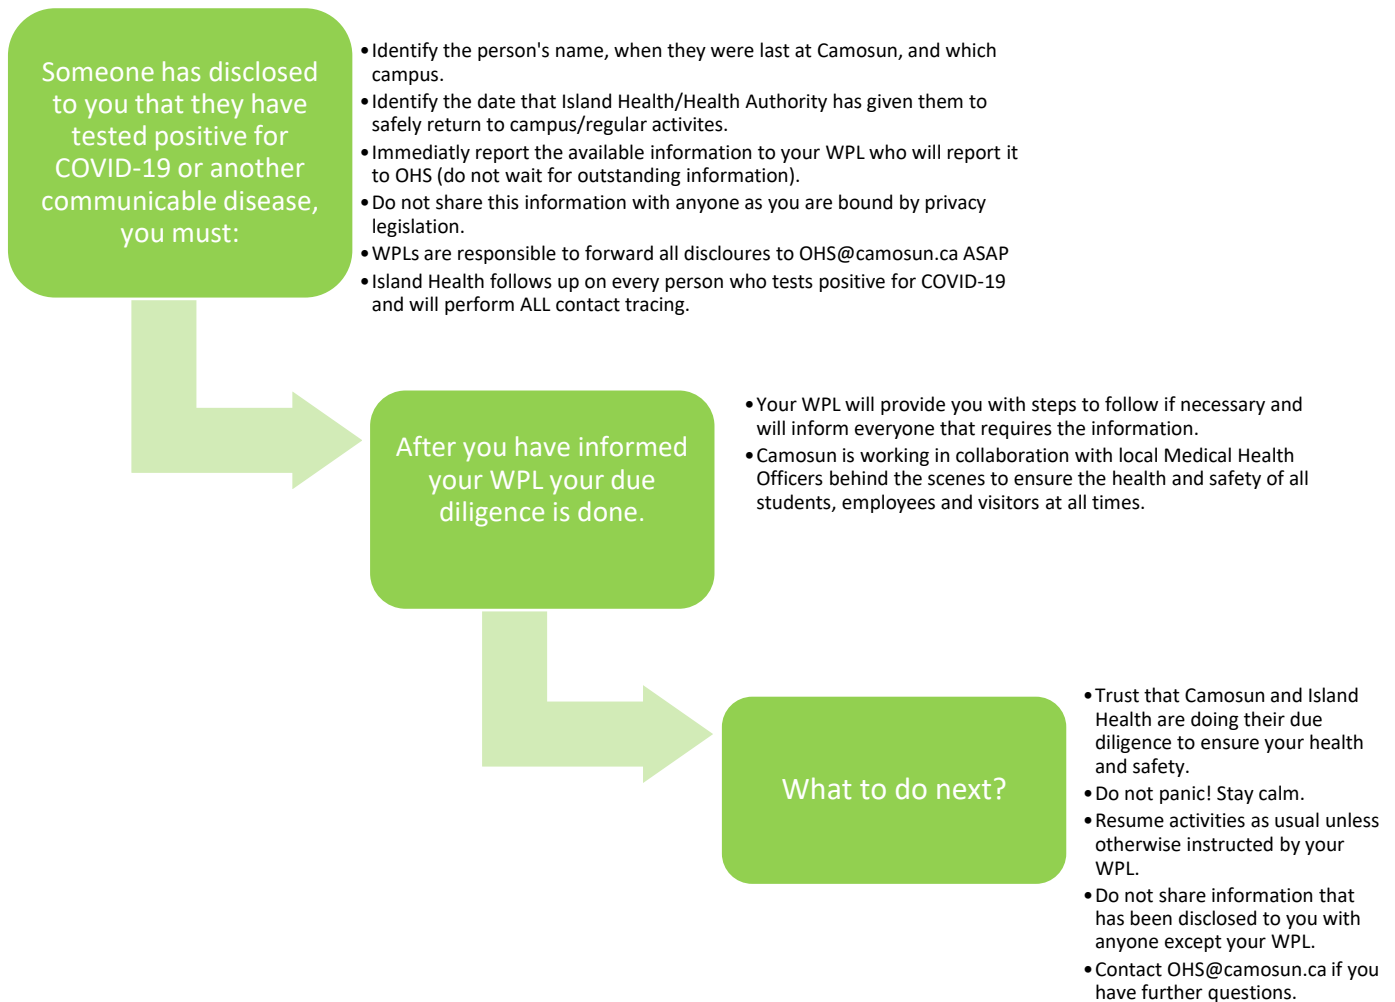 Someone has disclosed
to you that they have
tested positive for
COVID-19 or another
communicable disease,
you must:
•Identify the person's name, when they were last at Camosun, and which
campus.
•Identify the date that Island Health/Health Authority has given them to
safely return to campus/regular activites.
•Immediatly report the available information to your WPL who will report it
to OHS (do not wait for outstanding information).
•Do not share this information with anyone as you are bound by privacy
legislation.
•WPLs are responsible to forward all discloures to OHS@camosun.ca ASAP
•Island Health follows up on every person who tests positive for COVID-19
and will perform ALL contact tracing.
After you have informed
your WPL your due
diligence is done.
•Your WPL will provide you with steps to follow if necessary and
will inform everyone that requires the information.
•Camosun is working in collaboration with local Medical Health
Officers behind the scenes to ensure the health and safety of all
students, employees and visitors at all times.
What to do next?
•Trust that Camosun and Island
Health are doing their due
diligence to ensure your health
and safety.
•Do not panic! Stay calm.
•Resume activities as usual unless
otherwise instructed by your
WPL.
•Do not share information that
has been disclosed to you with
anyone except your WPL.
•Contact OHS@camosun.ca if you
have further questions.